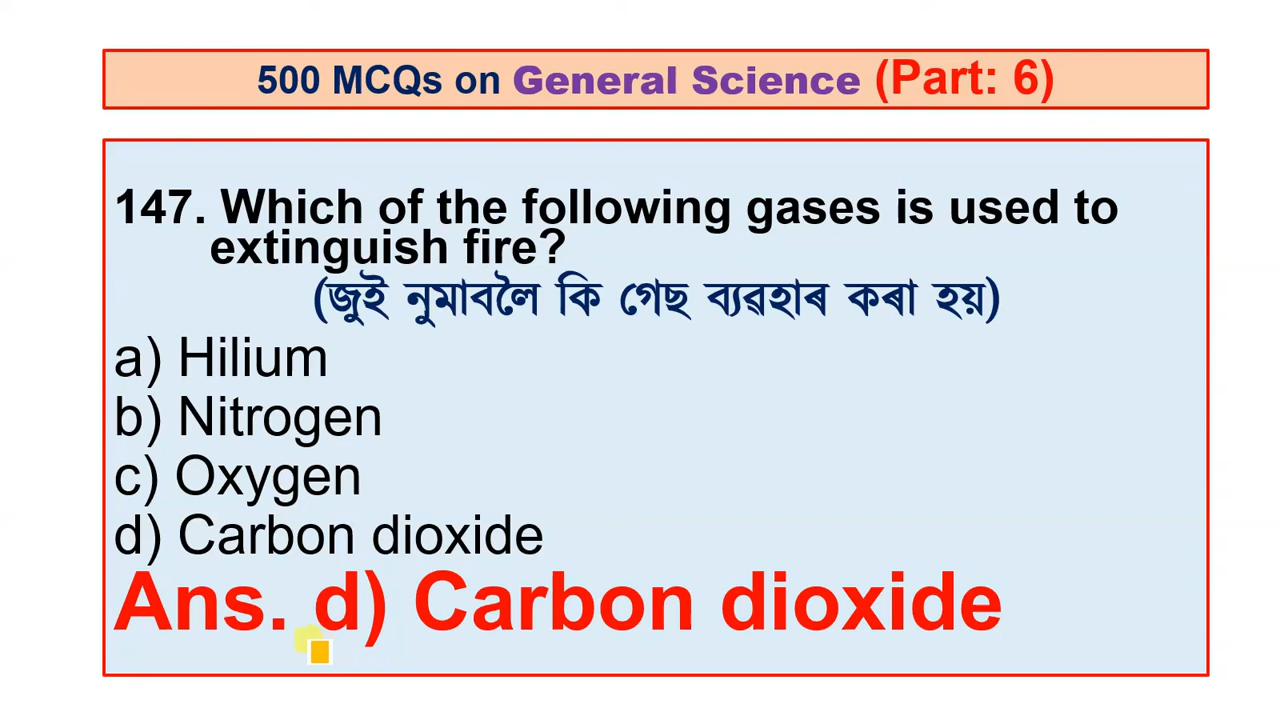 500 MCQs on General Science (Part: 6)
147. Which of the following gases is used to
extinguish fire?
(জুই নুমাবলৈ কি গেছ ব্যৱহাৰ কৰা হয়)
a) Hilium
b) Nitrogen
c) Oxygen
d) Carbon dioxide
Ans. d) Carbon dioxide